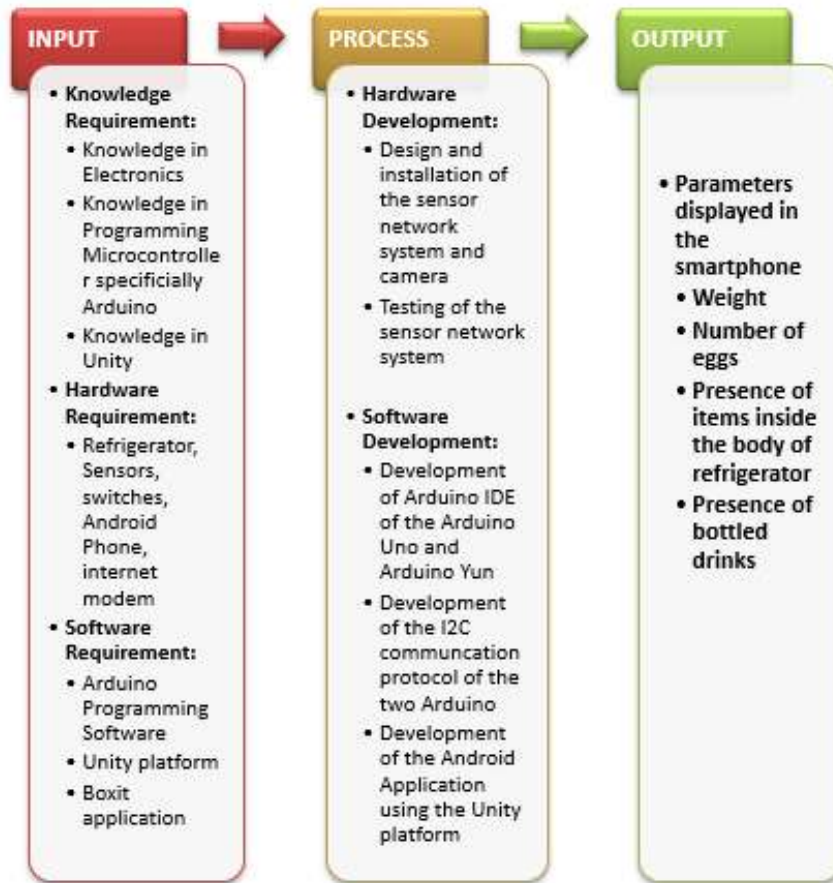 INPUT
• Knowledge
Requirement:
• Knowledge in
Electronics
• Knowledge in
Programming
Microcontrolle
r specificially
Arduino
• Knowledge in
Unity
• Hardware
Requirement:
• Refrigerator,
Sensors,
switches,
Android
Phone,
internet
modem
• Software
Requirement:
• Arduino
Programming
Software
• Unity platform
• Boxit
application
PROCESS
• Hardware
Development:
• Design and
installation of
the sensor
network
system and
camera
• Testing of the
sensor network
system
• Software
Development:
• Development
of Arduino IDE
of the Arduino
Uno and
Arduino Yun
• Development
of the I2C
communcation
protocol of the
two Arduino
• Development
of the Android
Application
using the Unity
platform
OUTPUT
• Parameters
displayed in
the
smartphone
• Weight
• Number of
eggs
• Presence of
items inside
the body of
refrigerator
• Presence of
bottled
drinks